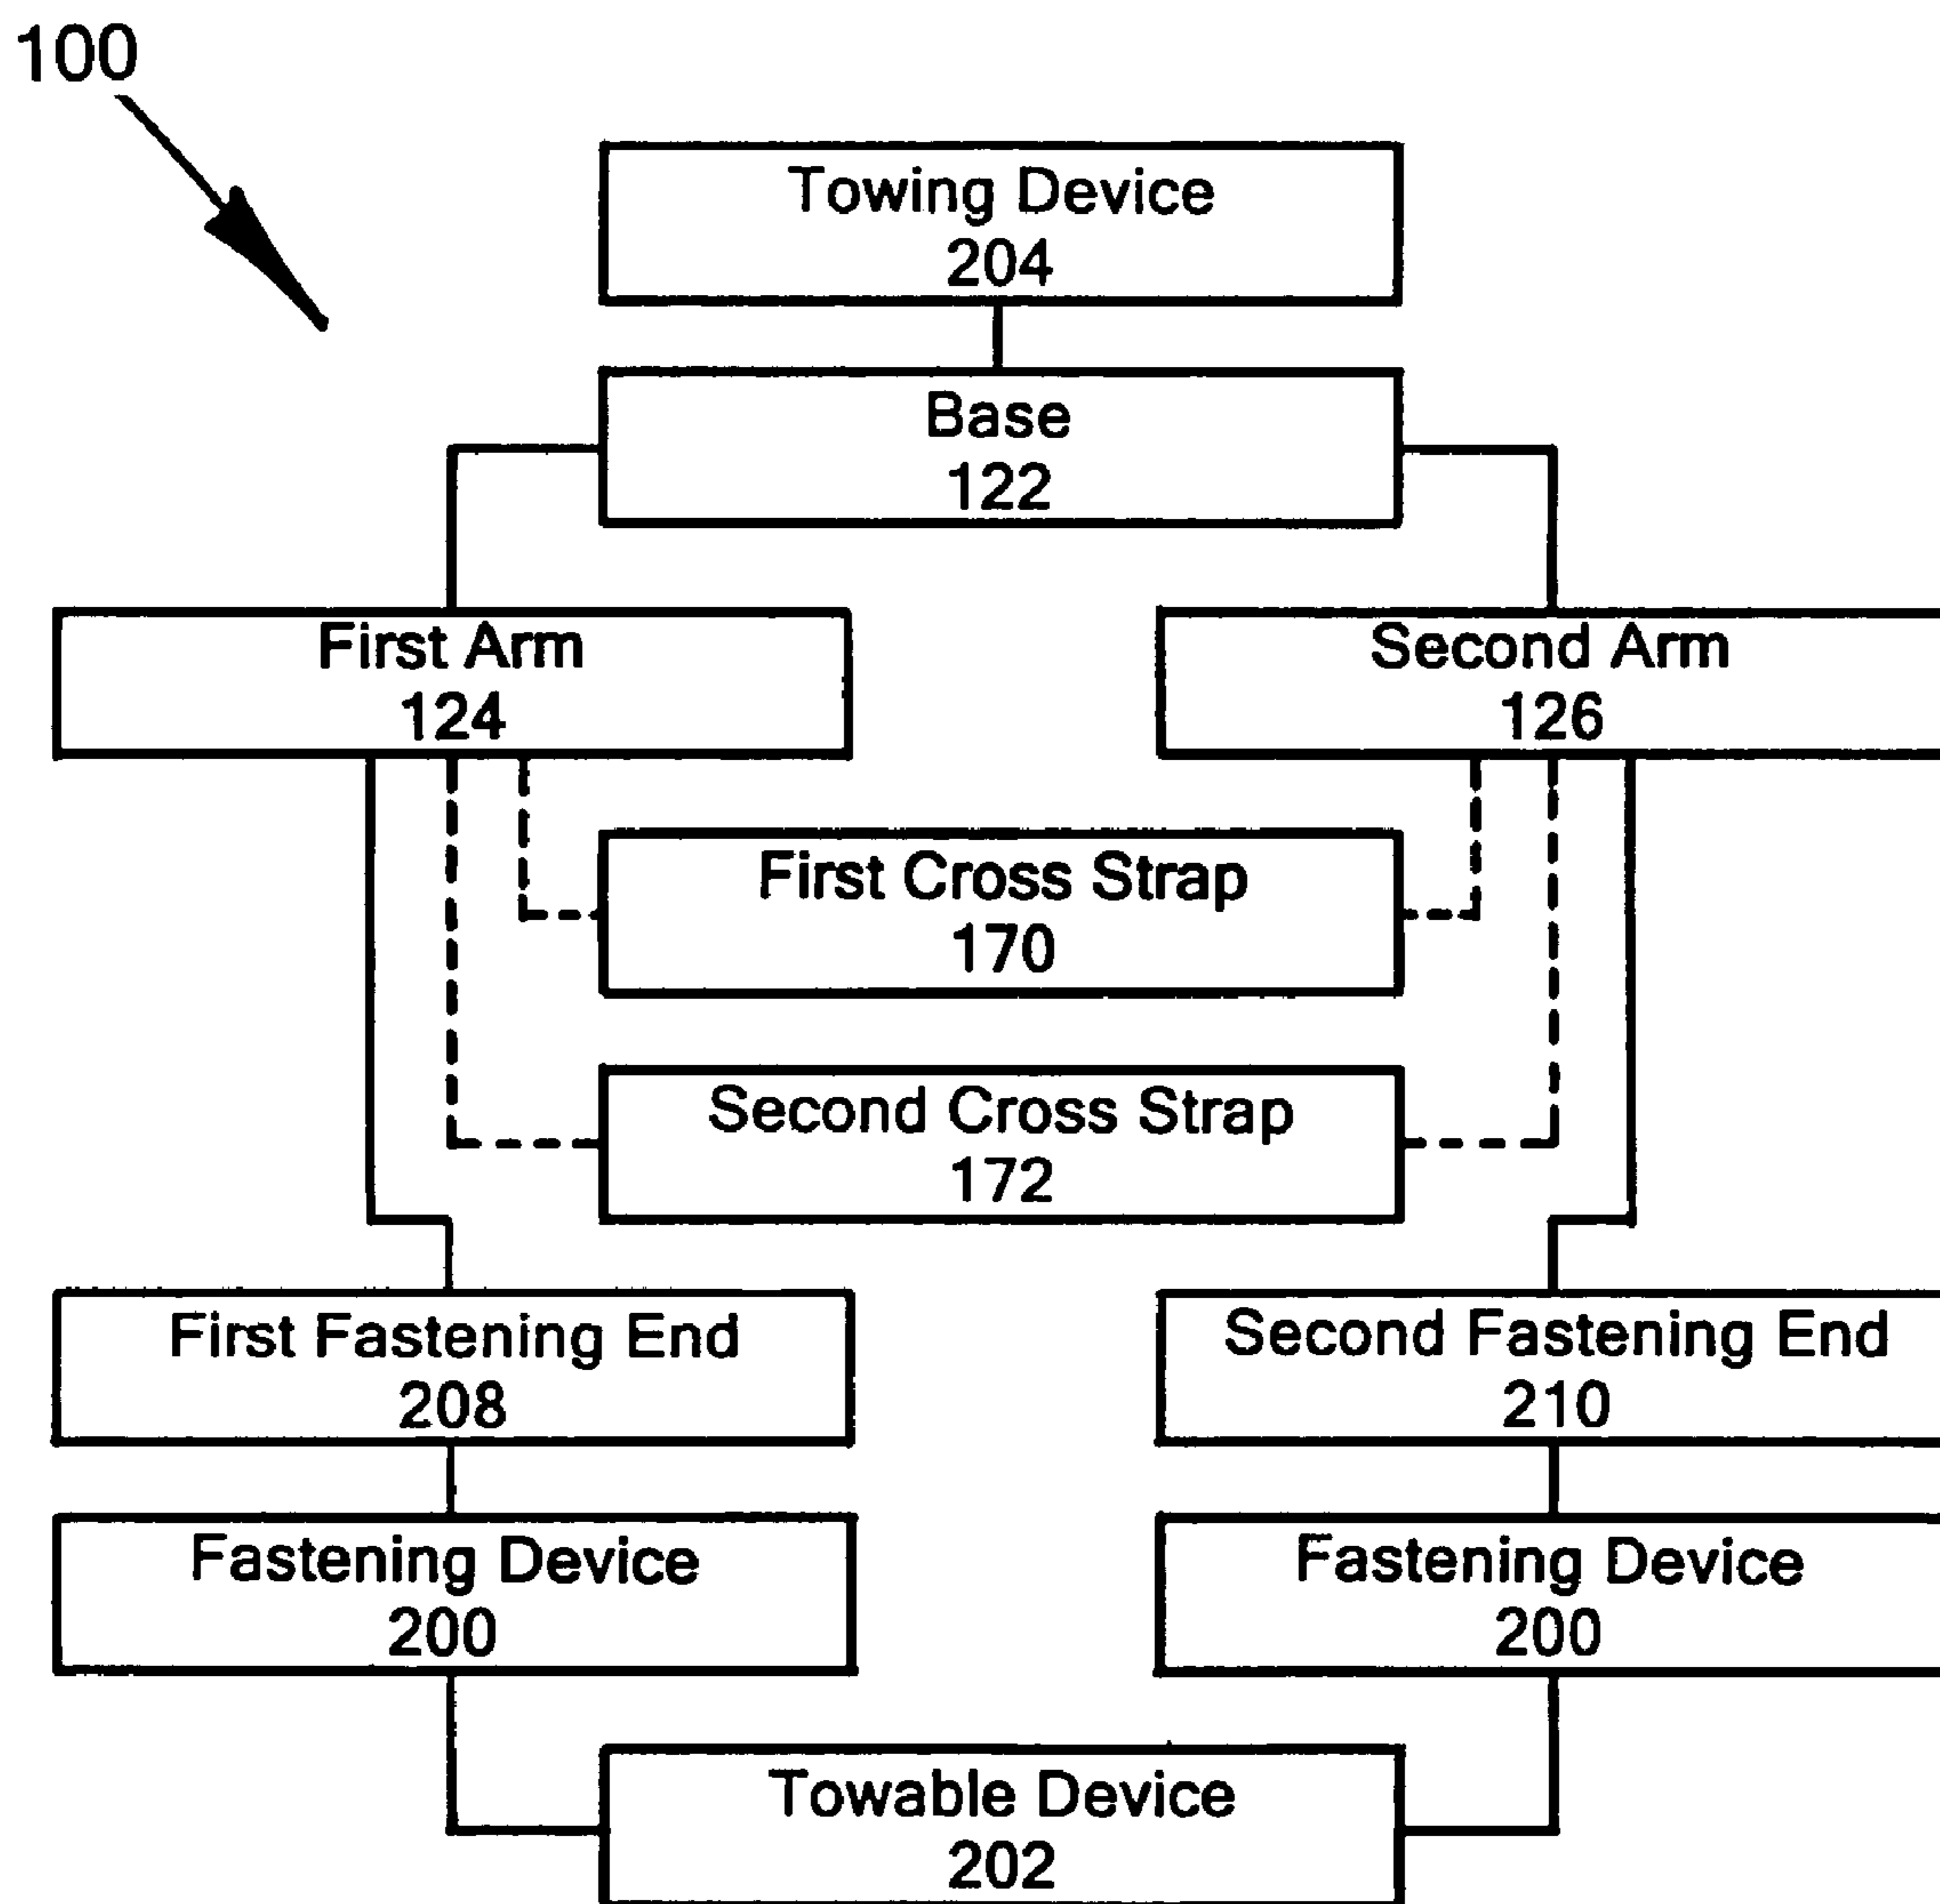 100
Towing Device
204
Base
122
First Arm
124
Second Arm
126
First Cross Strap
170
Second Cross Strap
172
First Fastening End
208
Second Fastening End
210
Fastening Device
200
Fastening Device
200
Towable Device
202